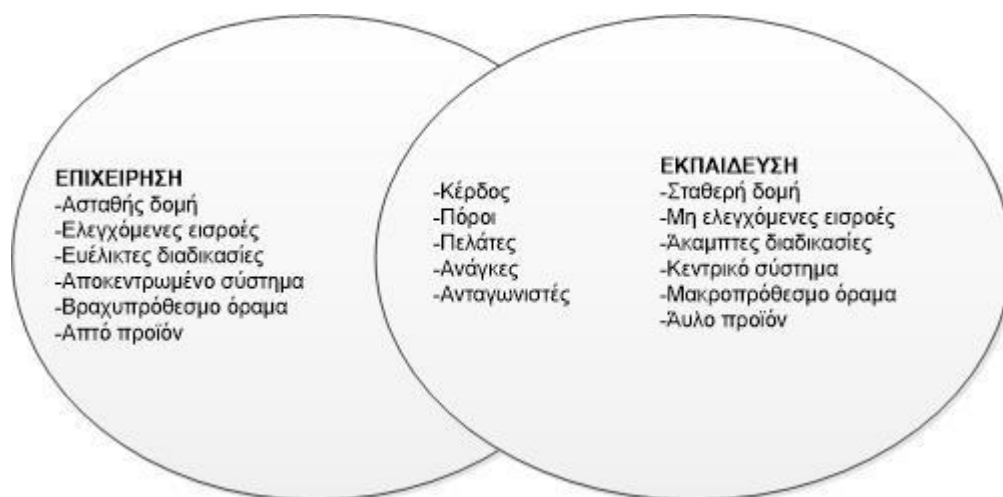 ΕΠΙΧΕΙΡΗΣΗ
-Ασταθής δομή
-Ελεγχόμενες εισροές
-Ευέλικτες διαδικασίες
-Αποκεντρωμένο σύστημα
-Βραχυπρόθεσμο όραμα
-Απτό προϊόν
-Κέρδος
-Πόροι
-Πελάτες
-Ανάγκες
-Ανταγωνιστές
ΕΚΠΑΙΔΕΥΣΗ
-Σταθερή δομή
-Μη ελεγχόμενες εισροές
-Άκαμπτες διαδικασίες
-Κεντρικό σύστημα
-Μακροπρόθεσμο όραμα
-Άυλο προϊόν